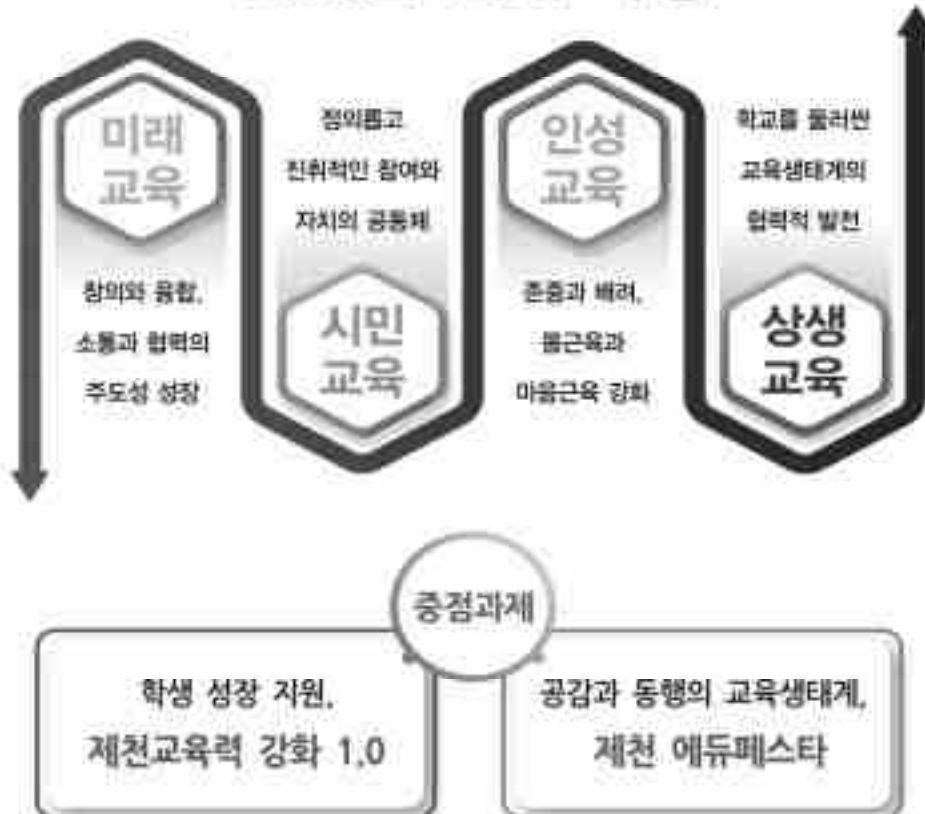 미래
교육
창의와 융합,
소통과 협력의
주도성 성장
정의롭고
진취적인 참여와
자치의 공동체
시민
교육
인성
교육
존중과 배려,
몸근육과
마음근육 강화
학교를 둘러싼
교육생태계의
협력적 발전
상생
교육
중점과제
학생 성장 지원,
제천교육력 강화 1.0
공감과 동행의 교육생태계,
제천 에듀페스타